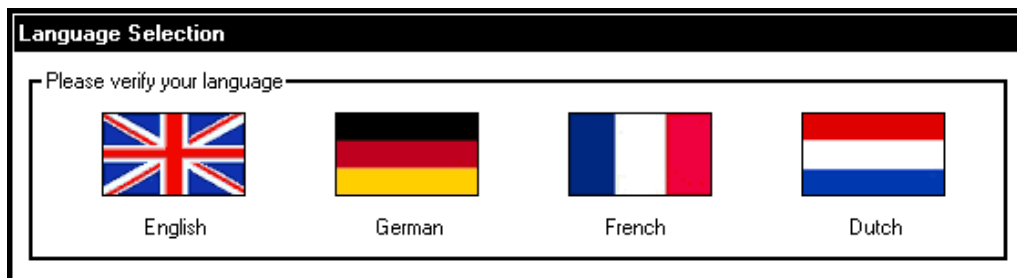 Language Selection
Please verify your language
English German French Dutch